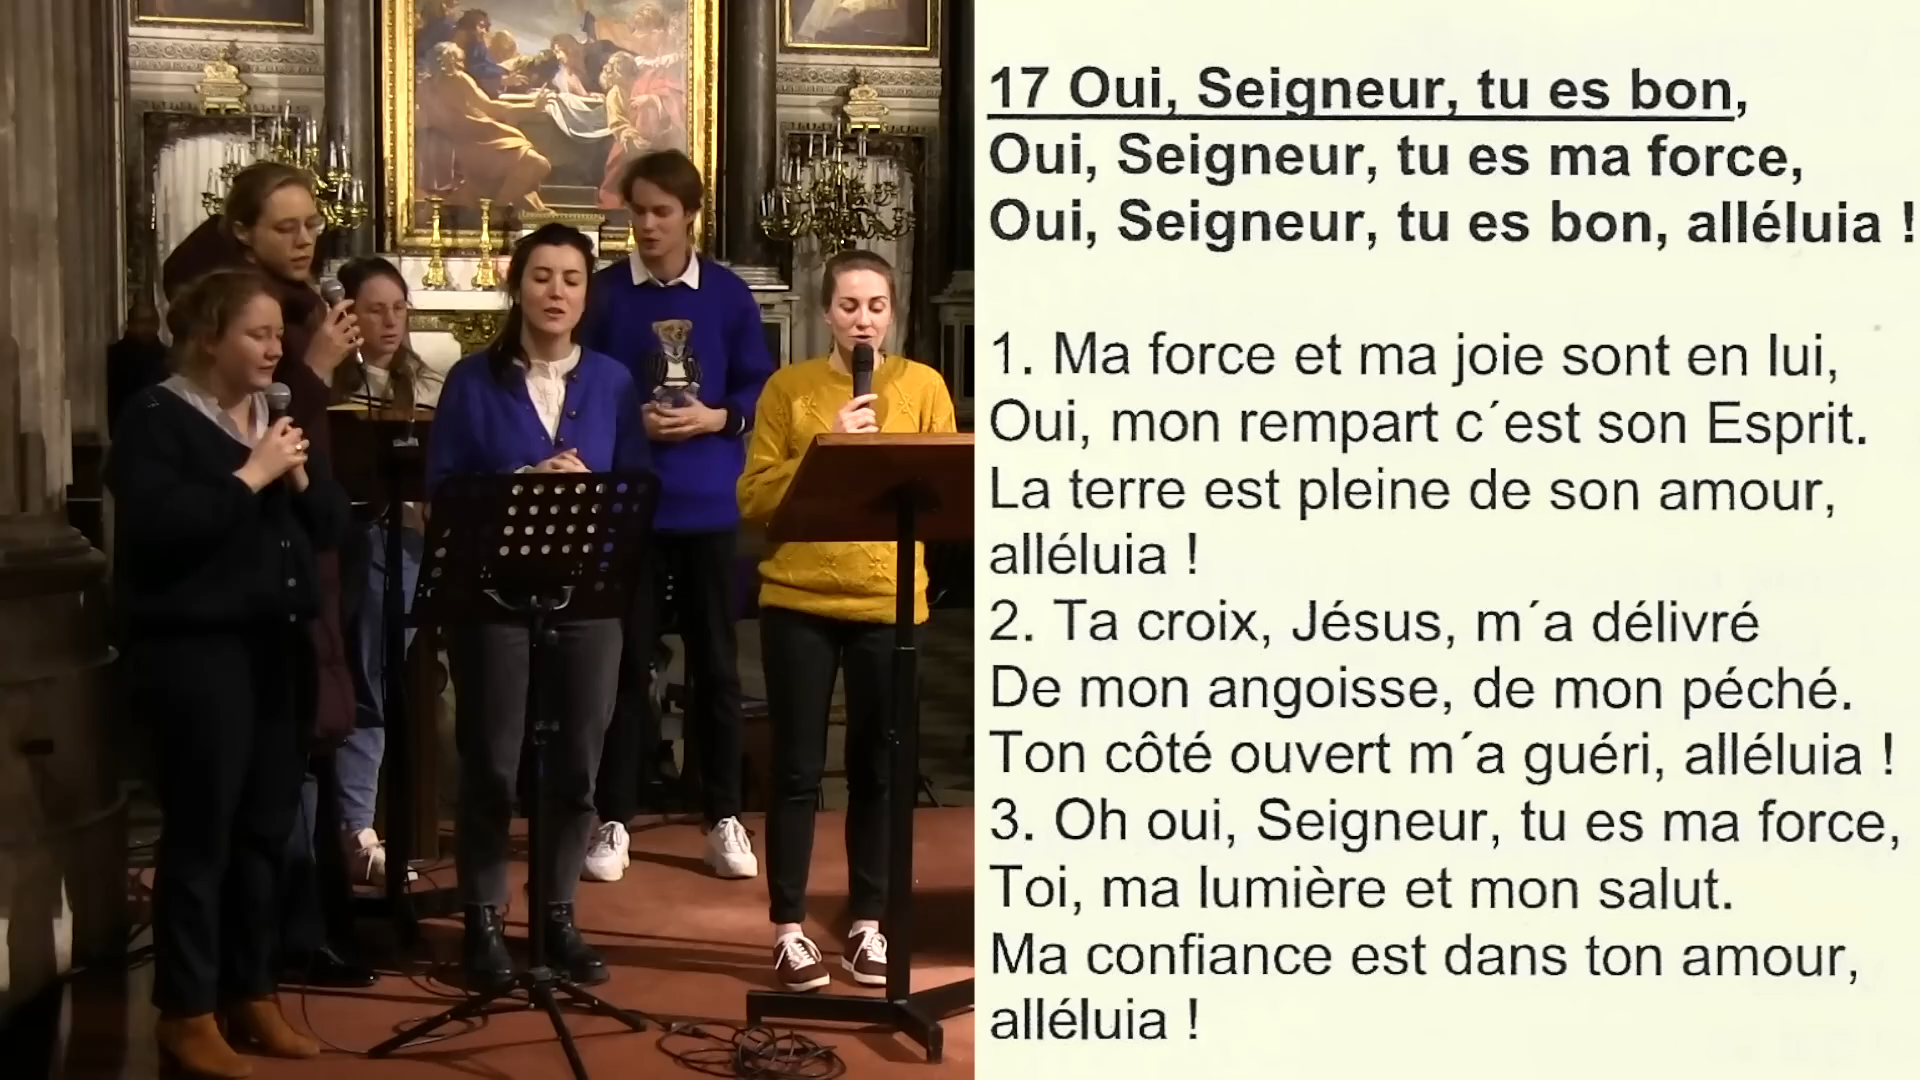 17 Oui, Seigneur, tu es bon,
Oui, Seigneur, tu es ma force,
Oui, Seigneur, tu es bon, alléluia !
1. Ma force et ma joie sont en lui,
Oui, mon rempart c´est son Esprit.
La terre est pleine de son amour,
alléluia !
2. Ta croix, Jésus, m´a délivré
De mon angoisse, de mon péché.
Ton côté ouvert m´a guéri, alléluia !
3. Oh oui, Seigneur, tu es ma force,
Toi, ma lumière et mon salut.
Ma confiance est dans ton amour,
alléluia !